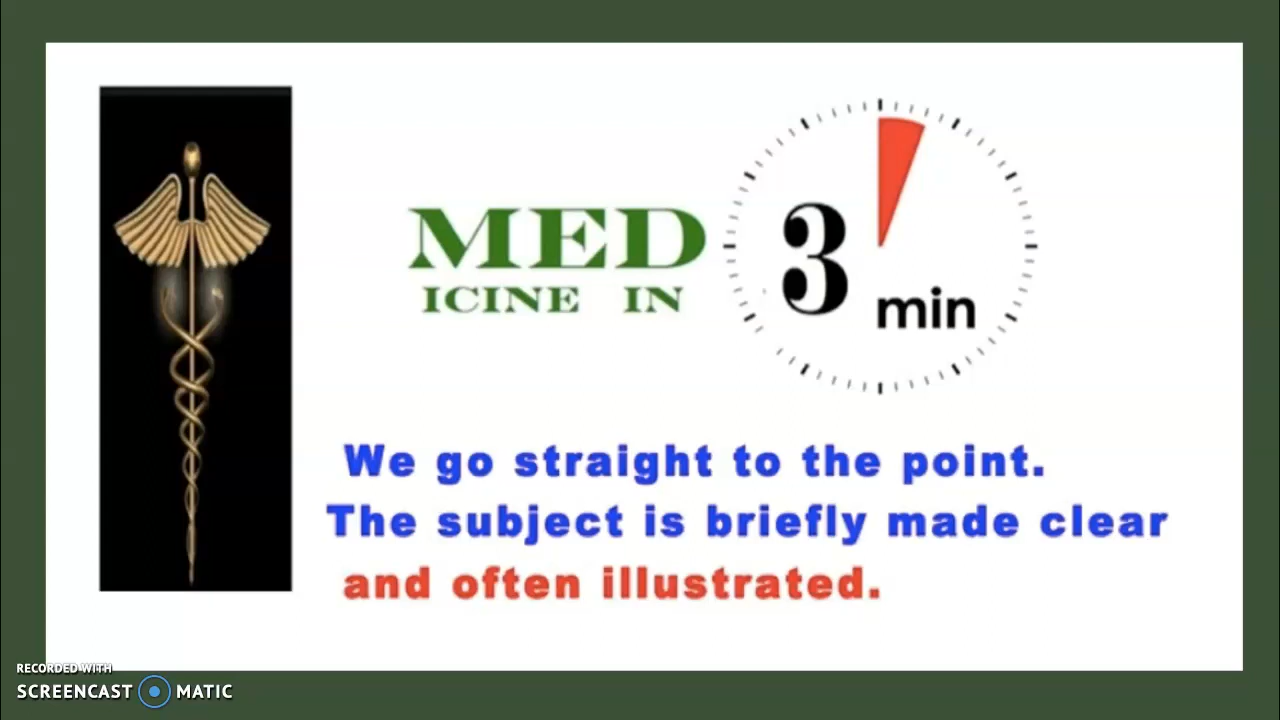 MED
ICINE IN
3
min
We go straight to the point.
The subject is briefly made clear
and often illustrated.
RECORDED WITH
SCREENCAST MATIC